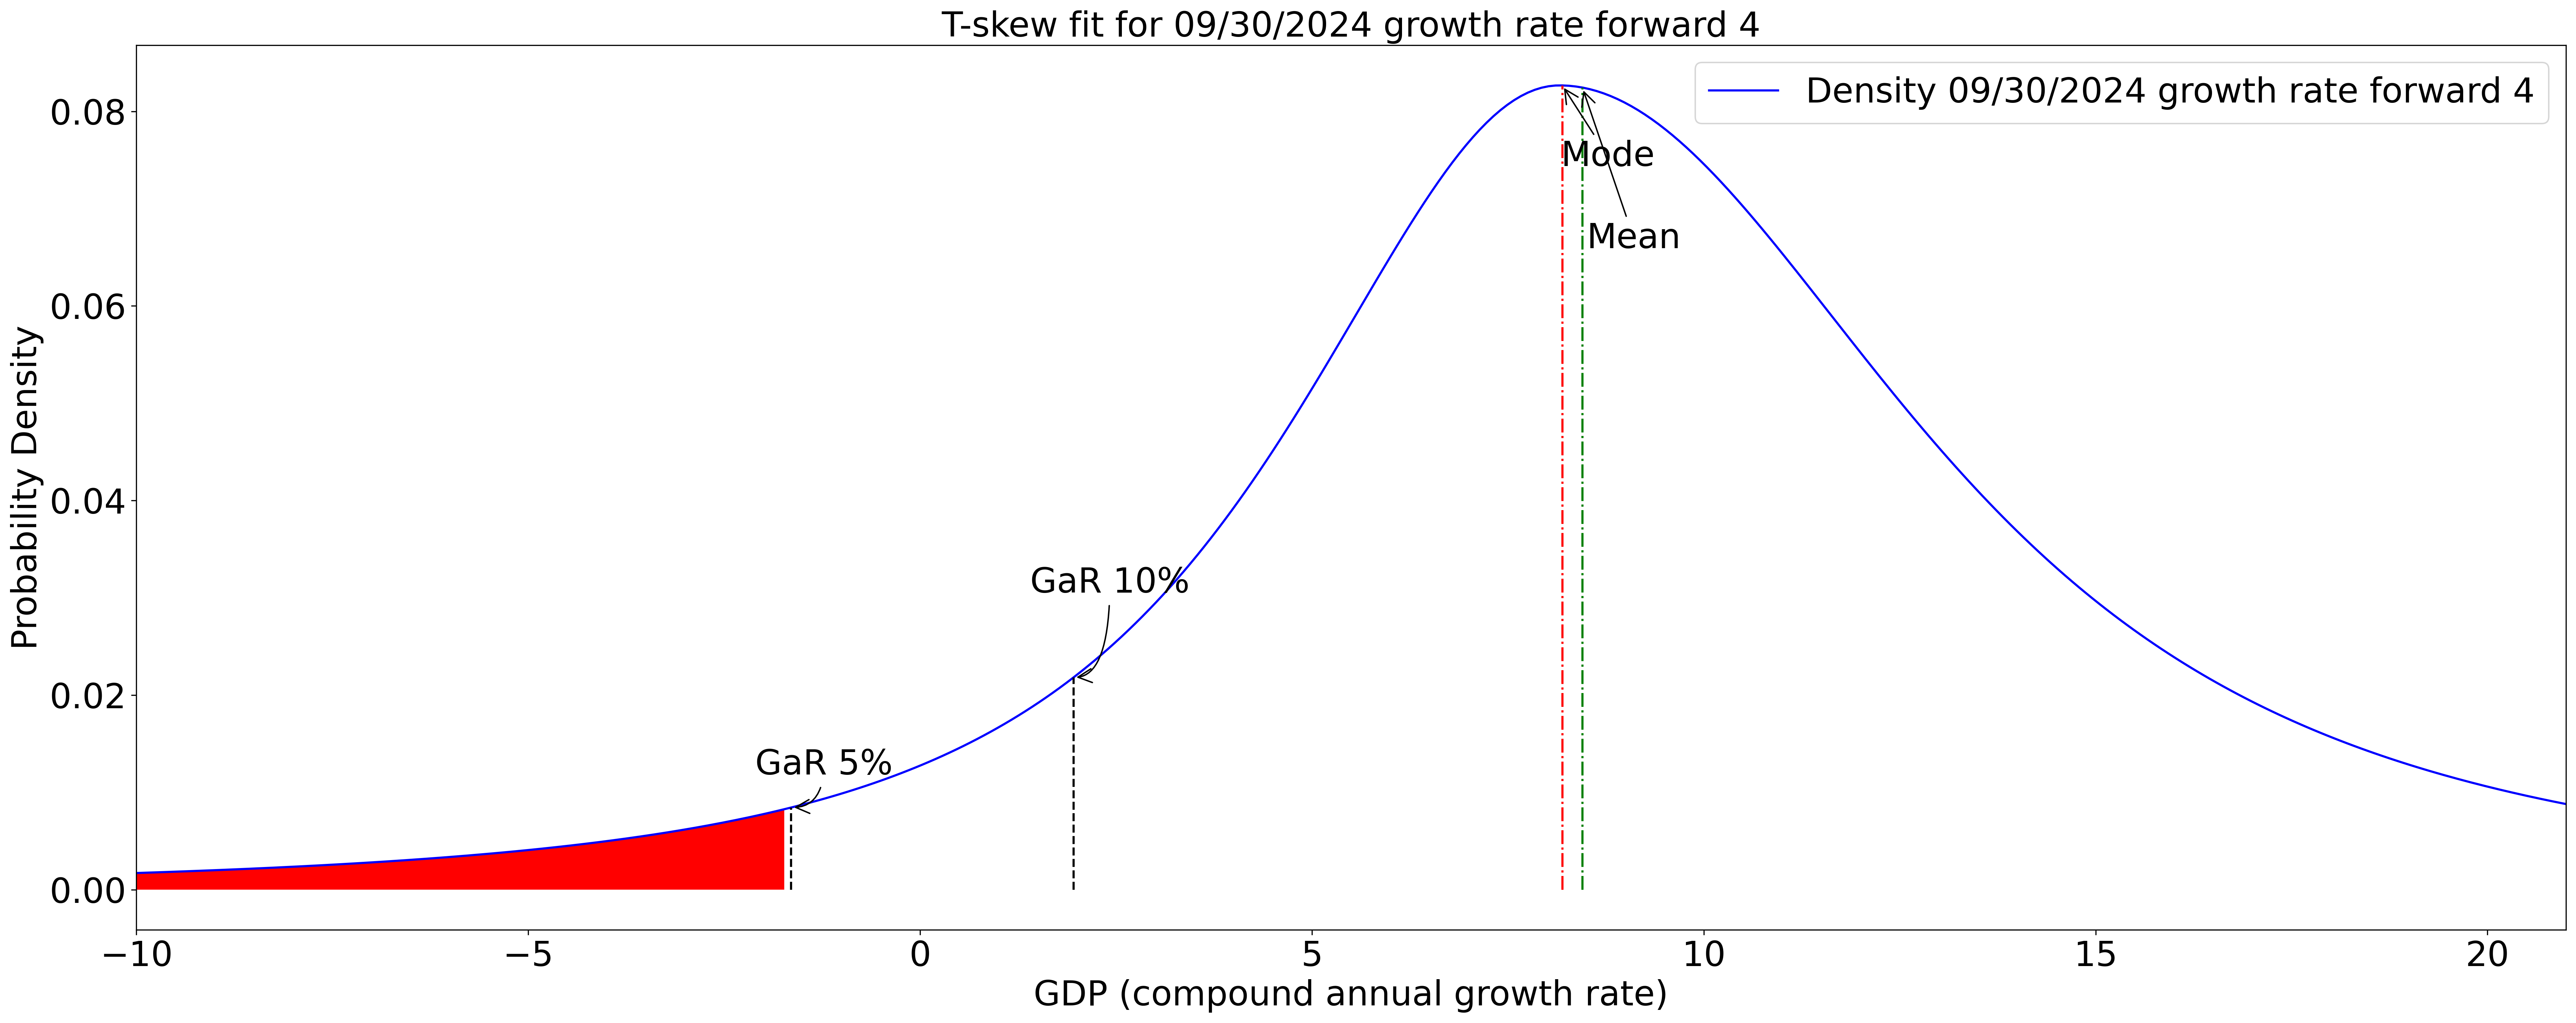 T-skew fit for 09/30/2024 growth rate forward 4
Density 09/30/2024 growth rate forward 4
Probability Density
0.08
0.06
0.04
0.02
0.00
Mode
Mean
GaR 10%
GaR 5%
−10
−5
0
5
10
15
20
GDP (compound annual growth rate)